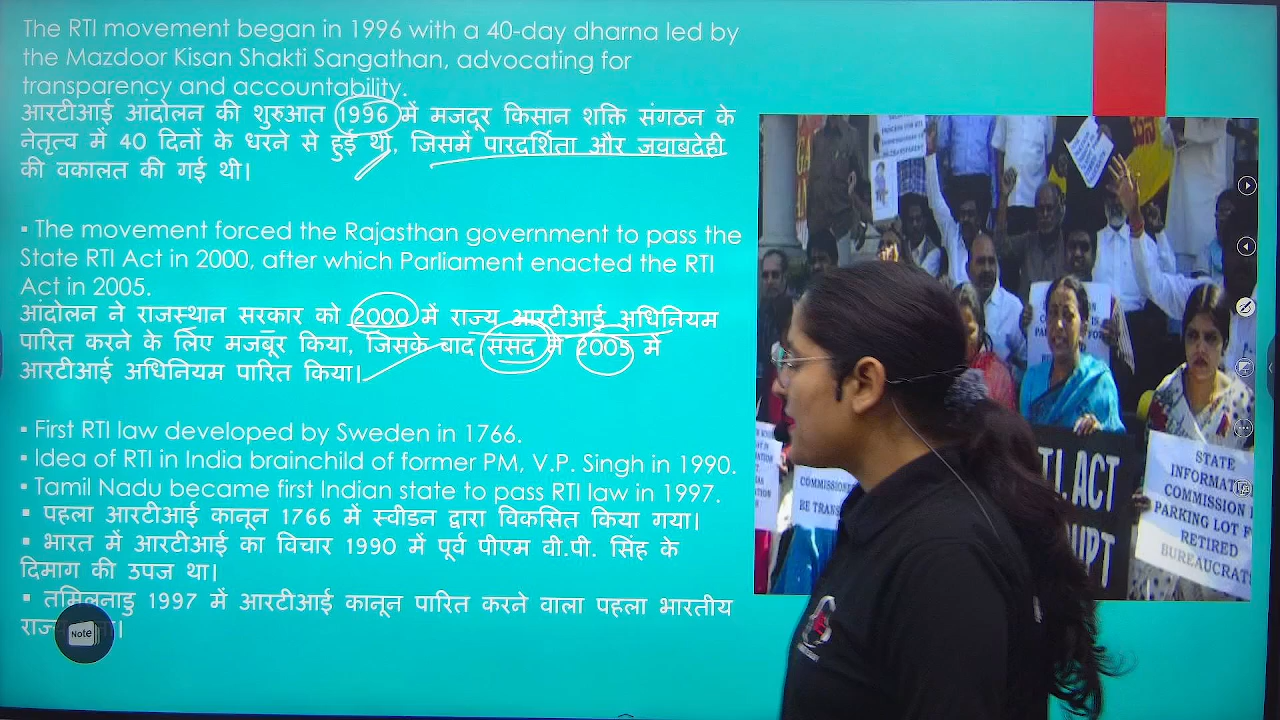 The RTI movement began in 1996 with a 40-day dharna led by
the Mazdoor Kisan Shakti Sangathan, advocating for
transparency and accountability.
आरटीआई आंदोलन की शुरुआत 1996 में मजदूर किसान शक्ति संगठन के
नेतृत्व में 40 दिनों के धरने से हुई थी, जिसमें पारदर्शिता और जवाबदेही
की वकालत की गई थी।
▪ The movement forced the Rajasthan government to pass the
State RTI Act in 2000, after which Parliament enacted the RTI
Act in 2005.
आंदोलन ने राजस्थान सरकार को 2000 में राज्य आरटीआई अधिनियम
पारित करने के लिए मजबूर किया, जिसके बाद संसद ने 2005 में
आरटीआई अधिनियम पारित किया।
▪ First RTI law developed by Sweden in 1766.
▪ Idea of RTI in India brainchild of former PM, V.P. Singh in 1990.
▪ Tamil Nadu became first Indian state to pass RTI law in 1997.
▪ पहला आरटीआई कानून 1766 में स्वीडन द्वारा विकसित किया गया।
▪ भारत में आरटीआई का विचार 1990 में पूर्व पीएम वी.पी. सिंह के
दिमाग की उपज था।
▪ तमिलनाडु 1997 में आरटीआई कानून पारित करने वाला पहला भारतीय
Note
COMMISSIONE
BE TRANS
ACT
STATE
INFORMAT
COMMISSION
PARKING LOT F
RETIRED
BUREAUCRATS